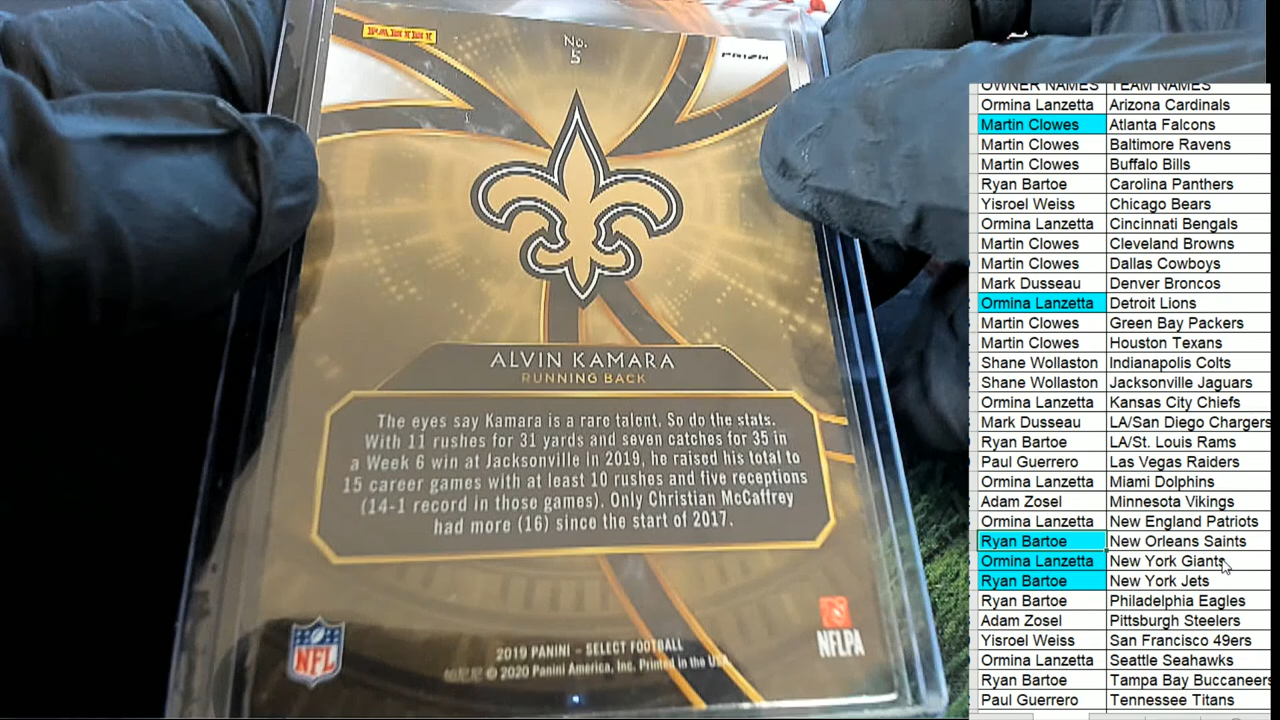 PANINI
No.
5
PRIZM
ALVIN KAMARA
RUNNING BACK
The eyes say Kamara is a rare talent. So do the stats.
With 11 rushes for 31 yards and seven catches for 35 in
a Week 6 win at Jacksonville in 2019, he raised his total to
15 career games with at least 10 rushes and five receptions
(14-1 record in those games). Only Christian McCaffrey
had more (16) since the start of 2017.
NFL
2019 PANINI - SELECT FOOTBALL
© 2020 Panini America, Inc. Printed in the USA
NFLPA
OWNER NAMES TEAM NAMES
Ormina Lanzetta Arizona Cardinals
Martin Clowes Atlanta Falcons
Martin Clowes Baltimore Ravens
Martin Clowes Buffalo Bills
Ryan Bartoe Carolina Panthers
Yisroel Weiss Chicago Bears
Ormina Lanzetta Cincinnati Bengals
Martin Clowes Cleveland Browns
Martin Clowes Dallas Cowboys
Mark Dusseau Denver Broncos
Ormina Lanzetta Detroit Lions
Martin Clowes Green Bay Packers
Martin Clowes Houston Texans
Shane Wollaston Indianapolis Colts
Shane Wollaston Jacksonville Jaguars
Ormina Lanzetta Kansas City Chiefs
Mark Dusseau LA/San Diego Chargers
Ryan Bartoe LA/St. Louis Rams
Paul Guerrero Las Vegas Raiders
Ormina Lanzetta Miami Dolphins
Adam Zosel Minnesota Vikings
Ormina Lanzetta New England Patriots
Ryan Bartoe New Orleans Saints
Ormina Lanzetta New York Giants
Ryan Bartoe New York Jets
Ryan Bartoe Philadelphia Eagles
Adam Zosel Pittsburgh Steelers
Yisroel Weiss San Francisco 49ers
Ormina Lanzetta Seattle Seahawks
Ryan Bartoe Tampa Bay Buccaneers
Paul Guerrero Tennessee Titans